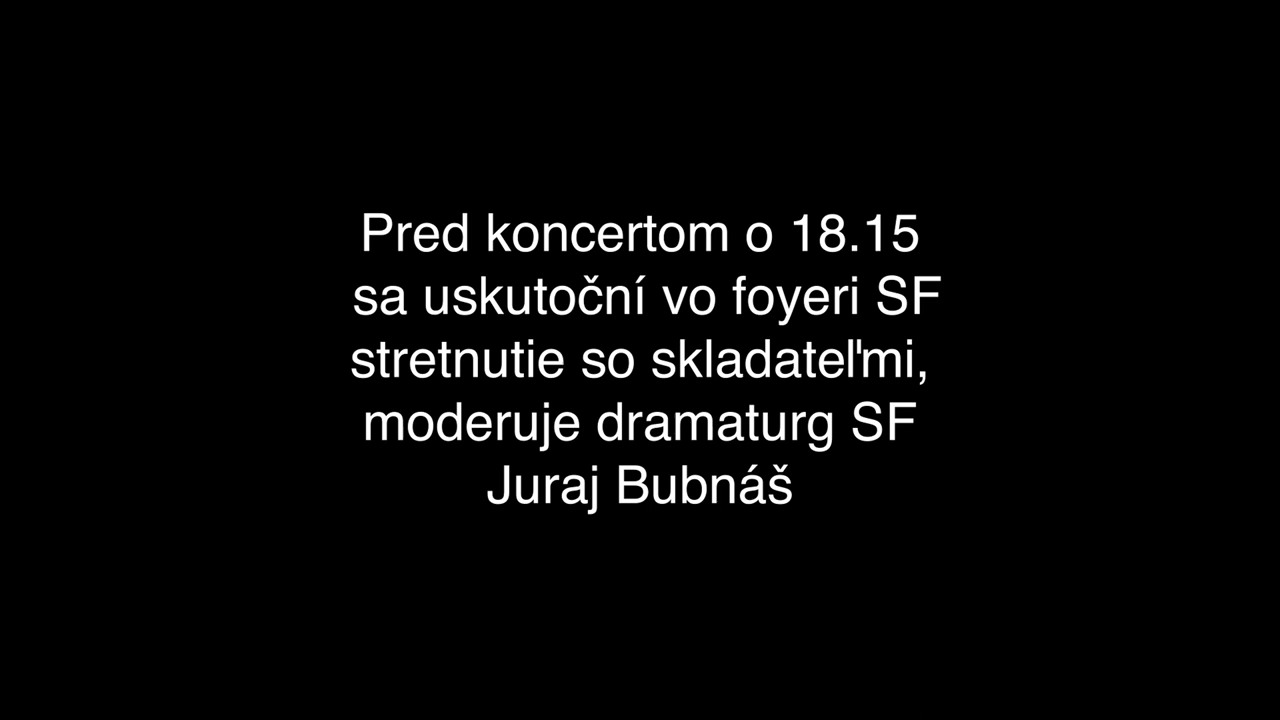 Pred koncertom o 18.15
sa uskutoční vo foyeri SF
stretnutie so skladateľmi,
moderuje dramaturg SF
Juraj Bubnáš